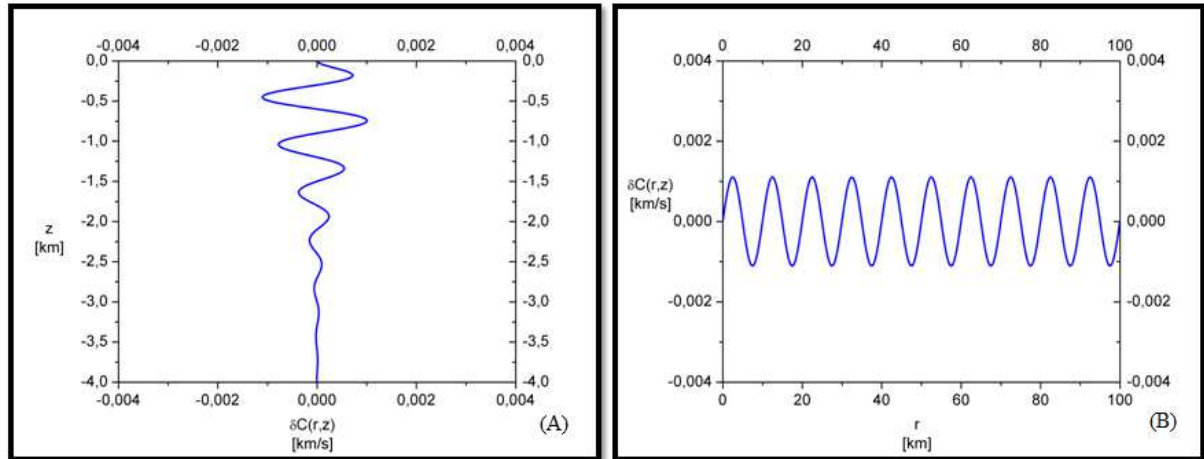 -0,004 -0,002 0,000 0,002 0,004
0,0 0,0
-0,5 -0,5
-1,0 -1,0
-1,5 -1,5
z
-2,0 -2,0
[km]
-2,5 -2,5
-3,0 -3,0
-3,5 -3,5
-4,0 -4,0
-0,004 -0,002 0,000 0,002 0,004
δC(r,z)
[km/s]
(A)
0 20 40 60 80 100
0,004 0,004
0,002 0,002
δC(r,z)
[km/s]
0,000 0,000
-0,002 -0,002
-0,004 -0,004
0 20 40 60 80 100
r
[km]
(B)